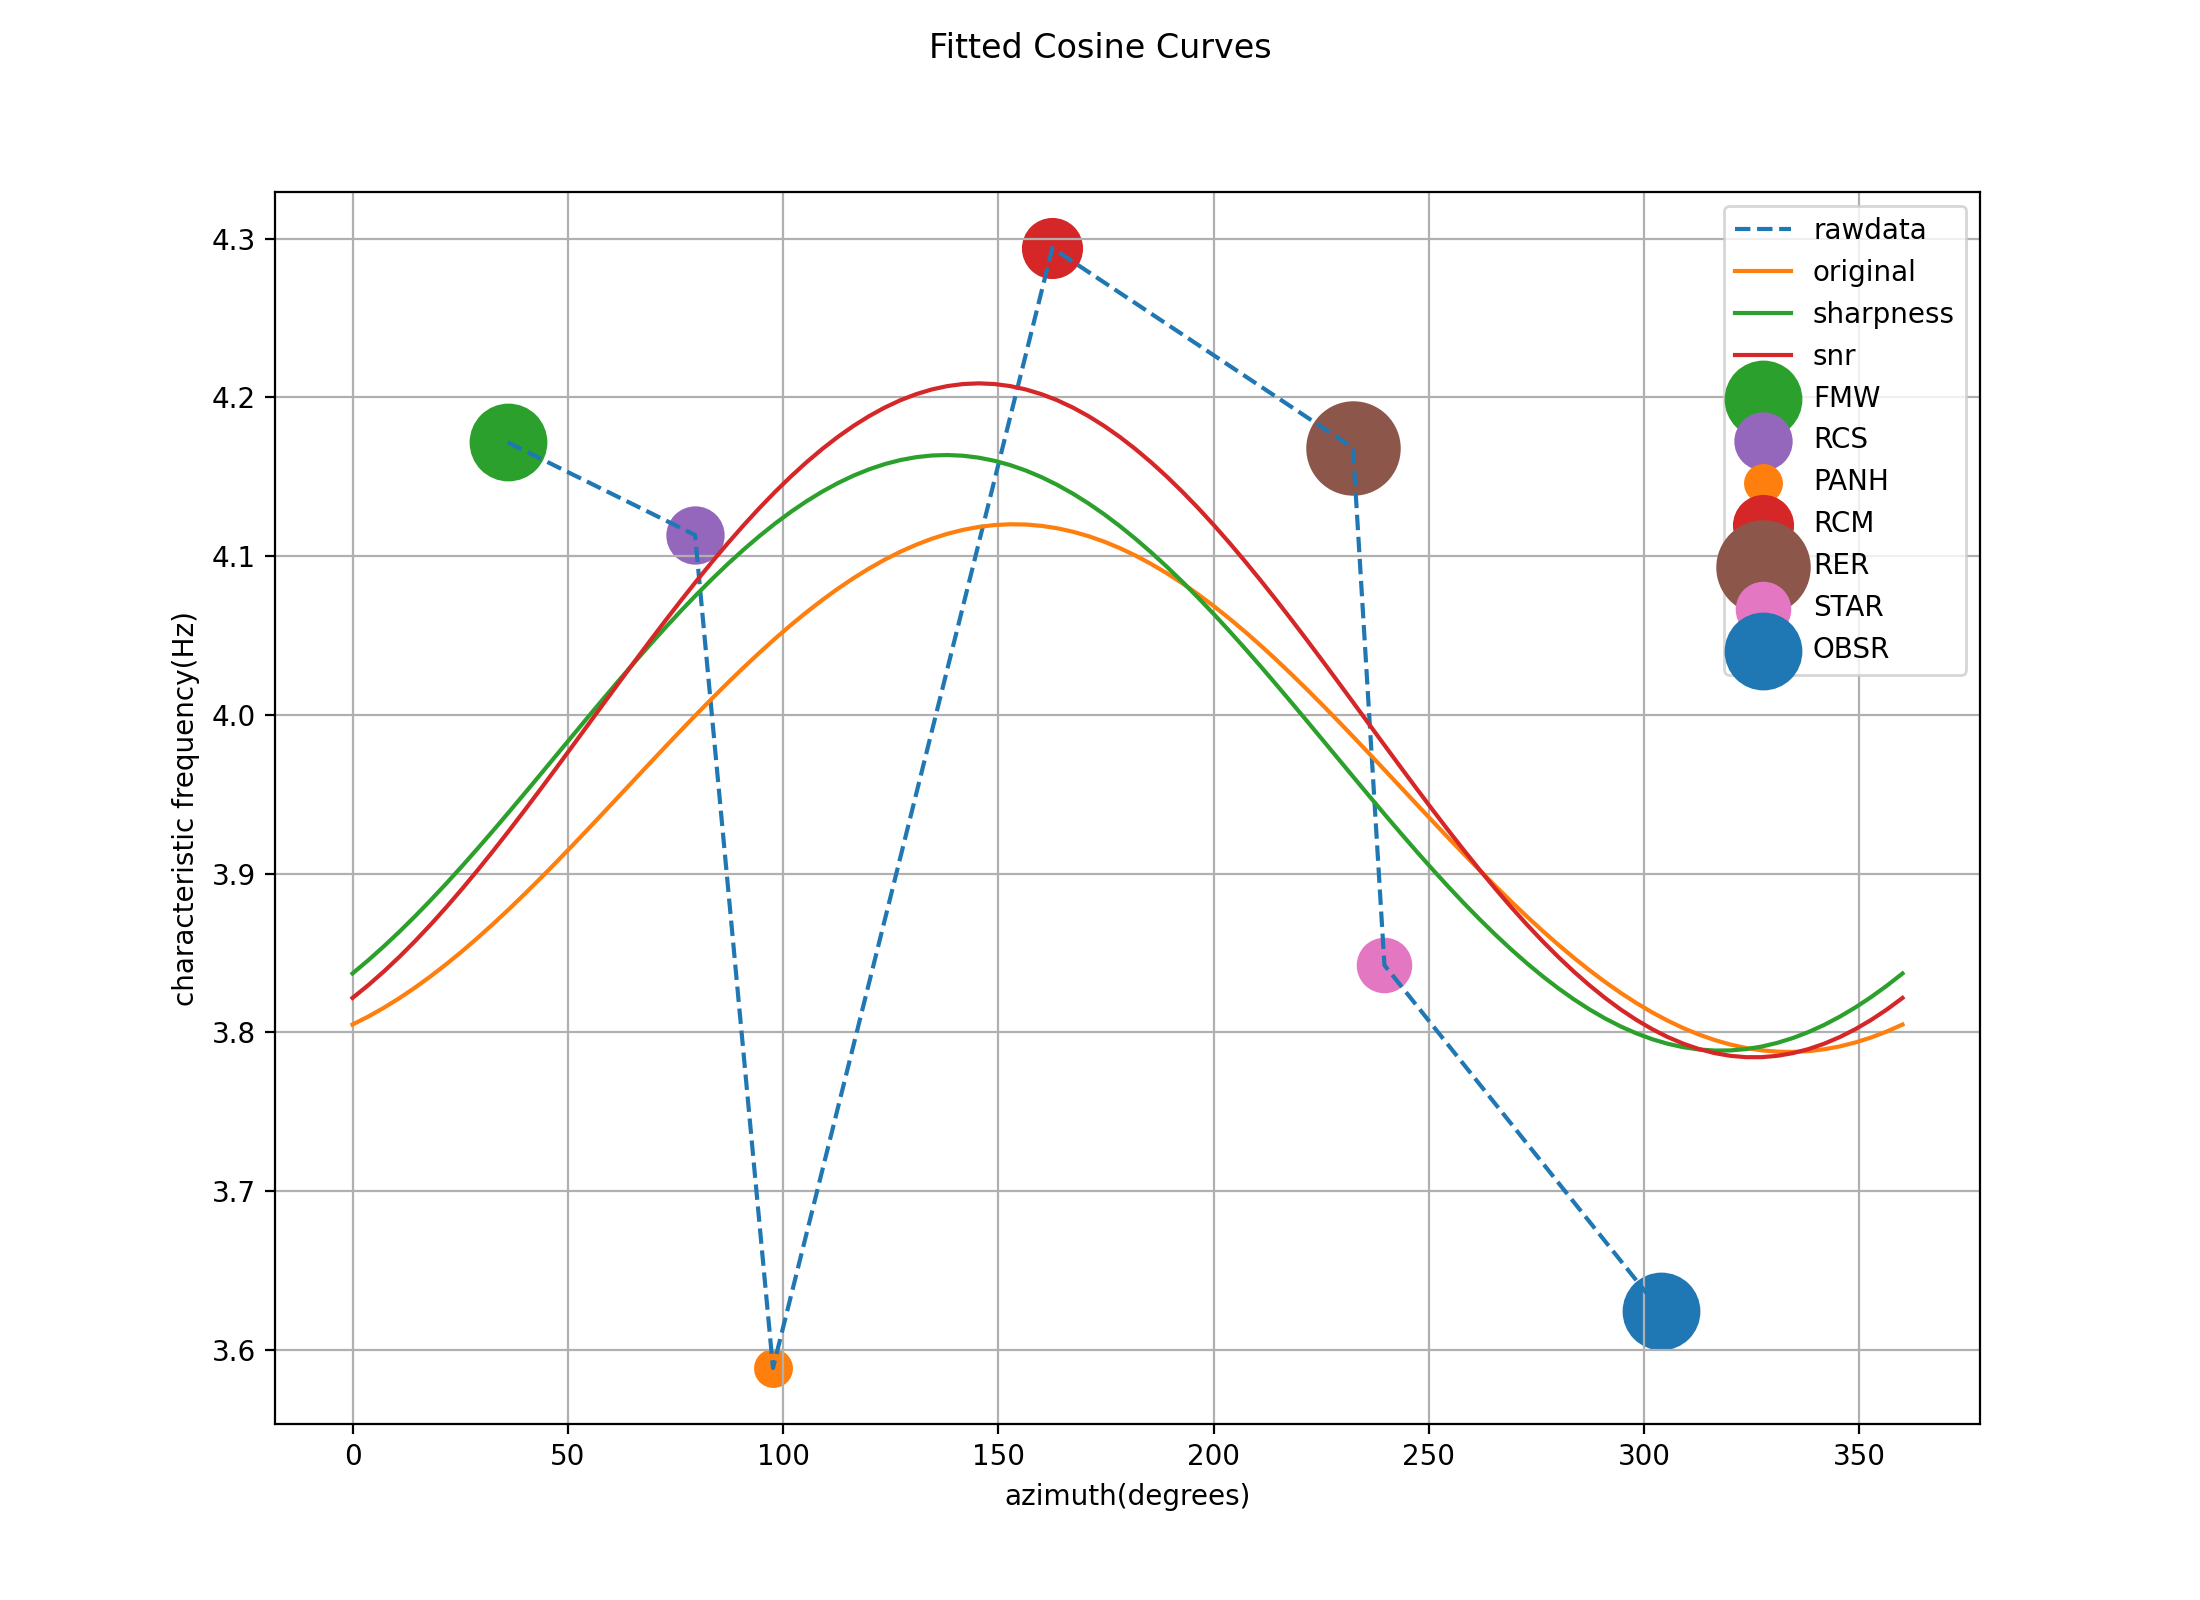 Fitted Cosine Curves
characteristic frequency(Hz)
4.3
4.2
4.1
4.0
3.9
3.8
3.7
3.6
rawdata
original
sharpness
snr
FMW
RCS
PANH
RCM
RER
STAR
OBSR
0 50 100 150 200 250 300 350
azimuth(degrees)